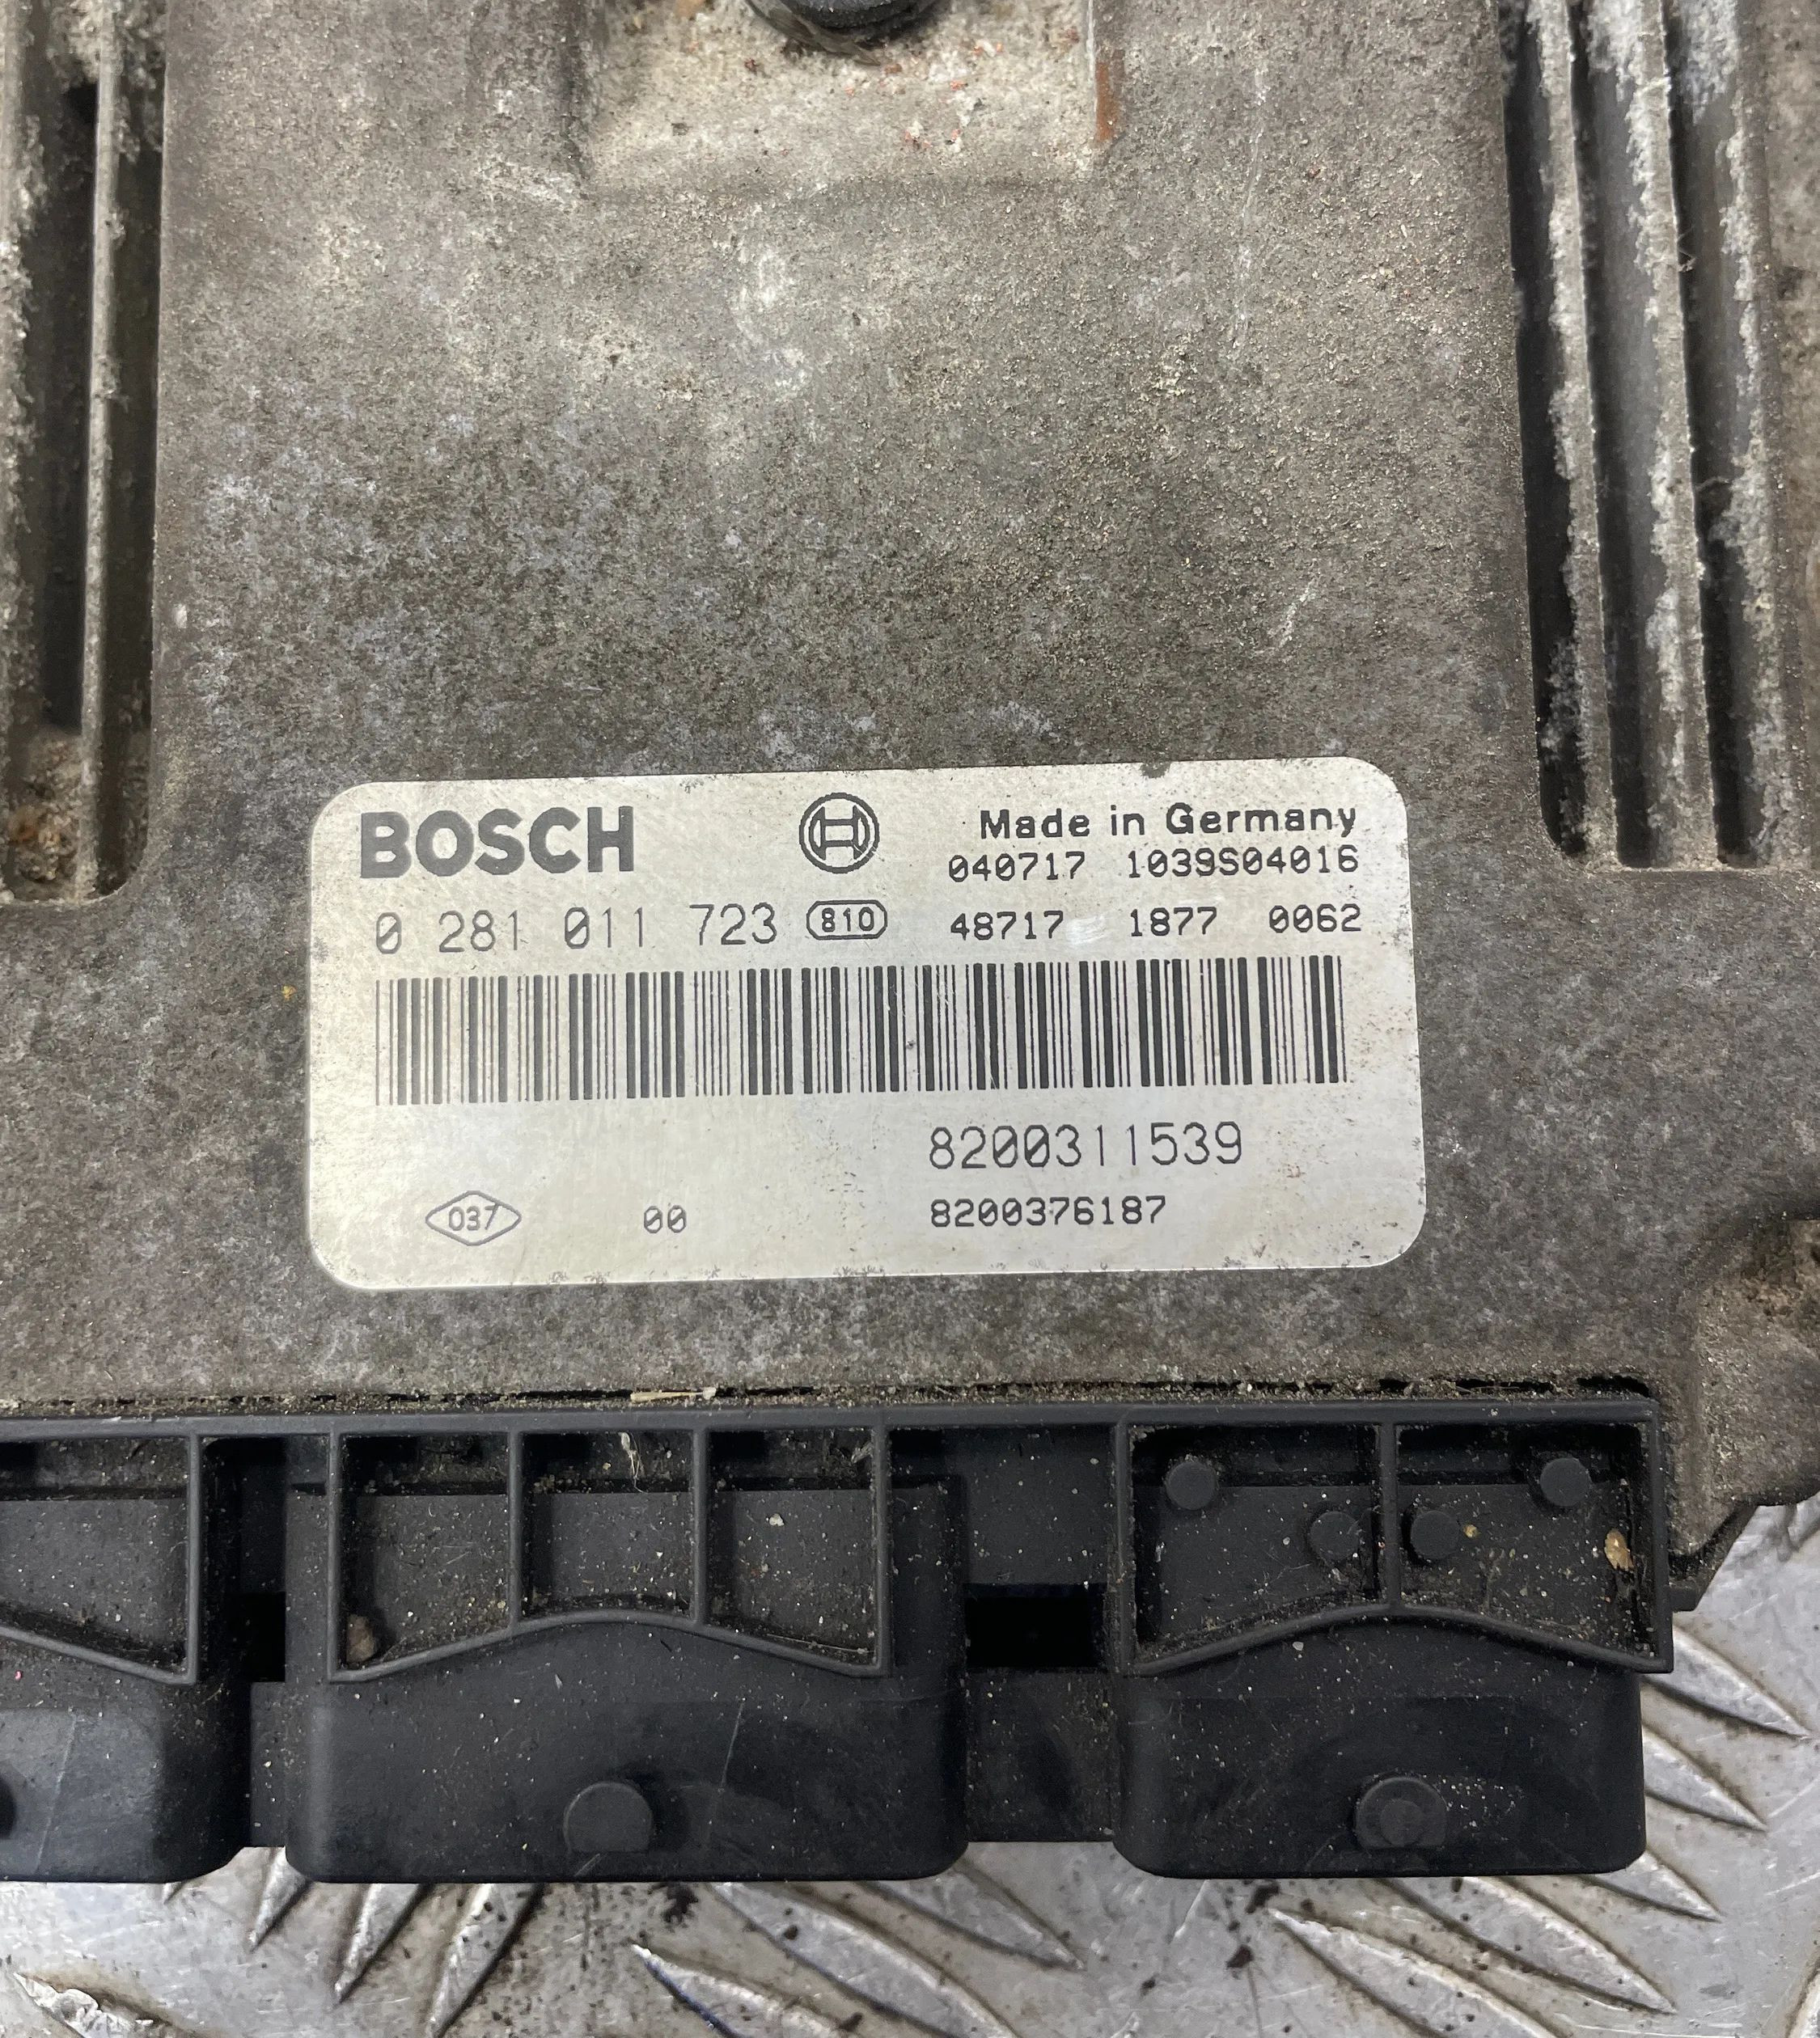 BOSCH Made in Germany
040717 1039S04016
0 281 011 723 810 48717 1877 0062
8200311539
037 00 8200376187